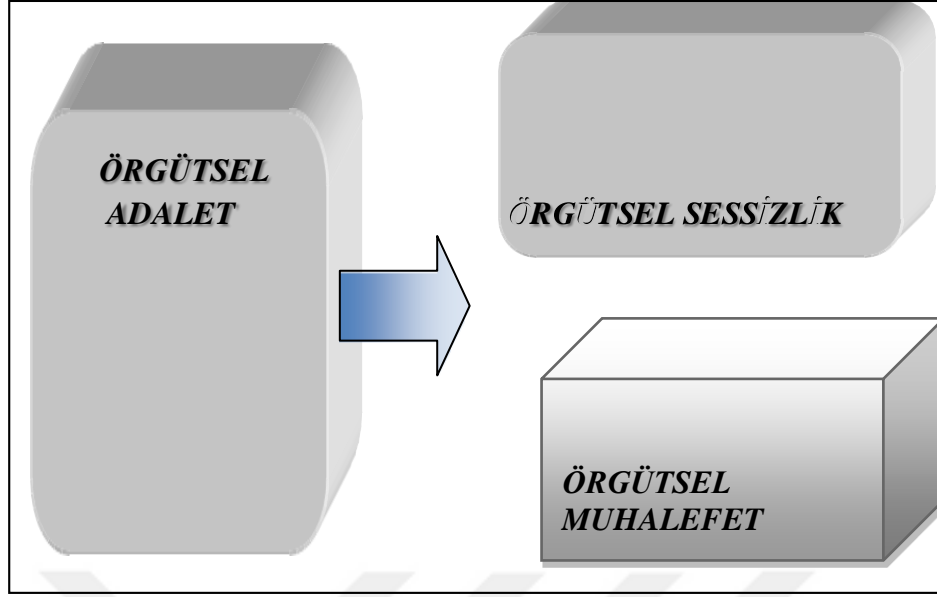 ÖRGÜTSEL
ADALET
ÖRGÜTSEL SESSİZLİK
ÖRGÜTSEL
MUHALEFET